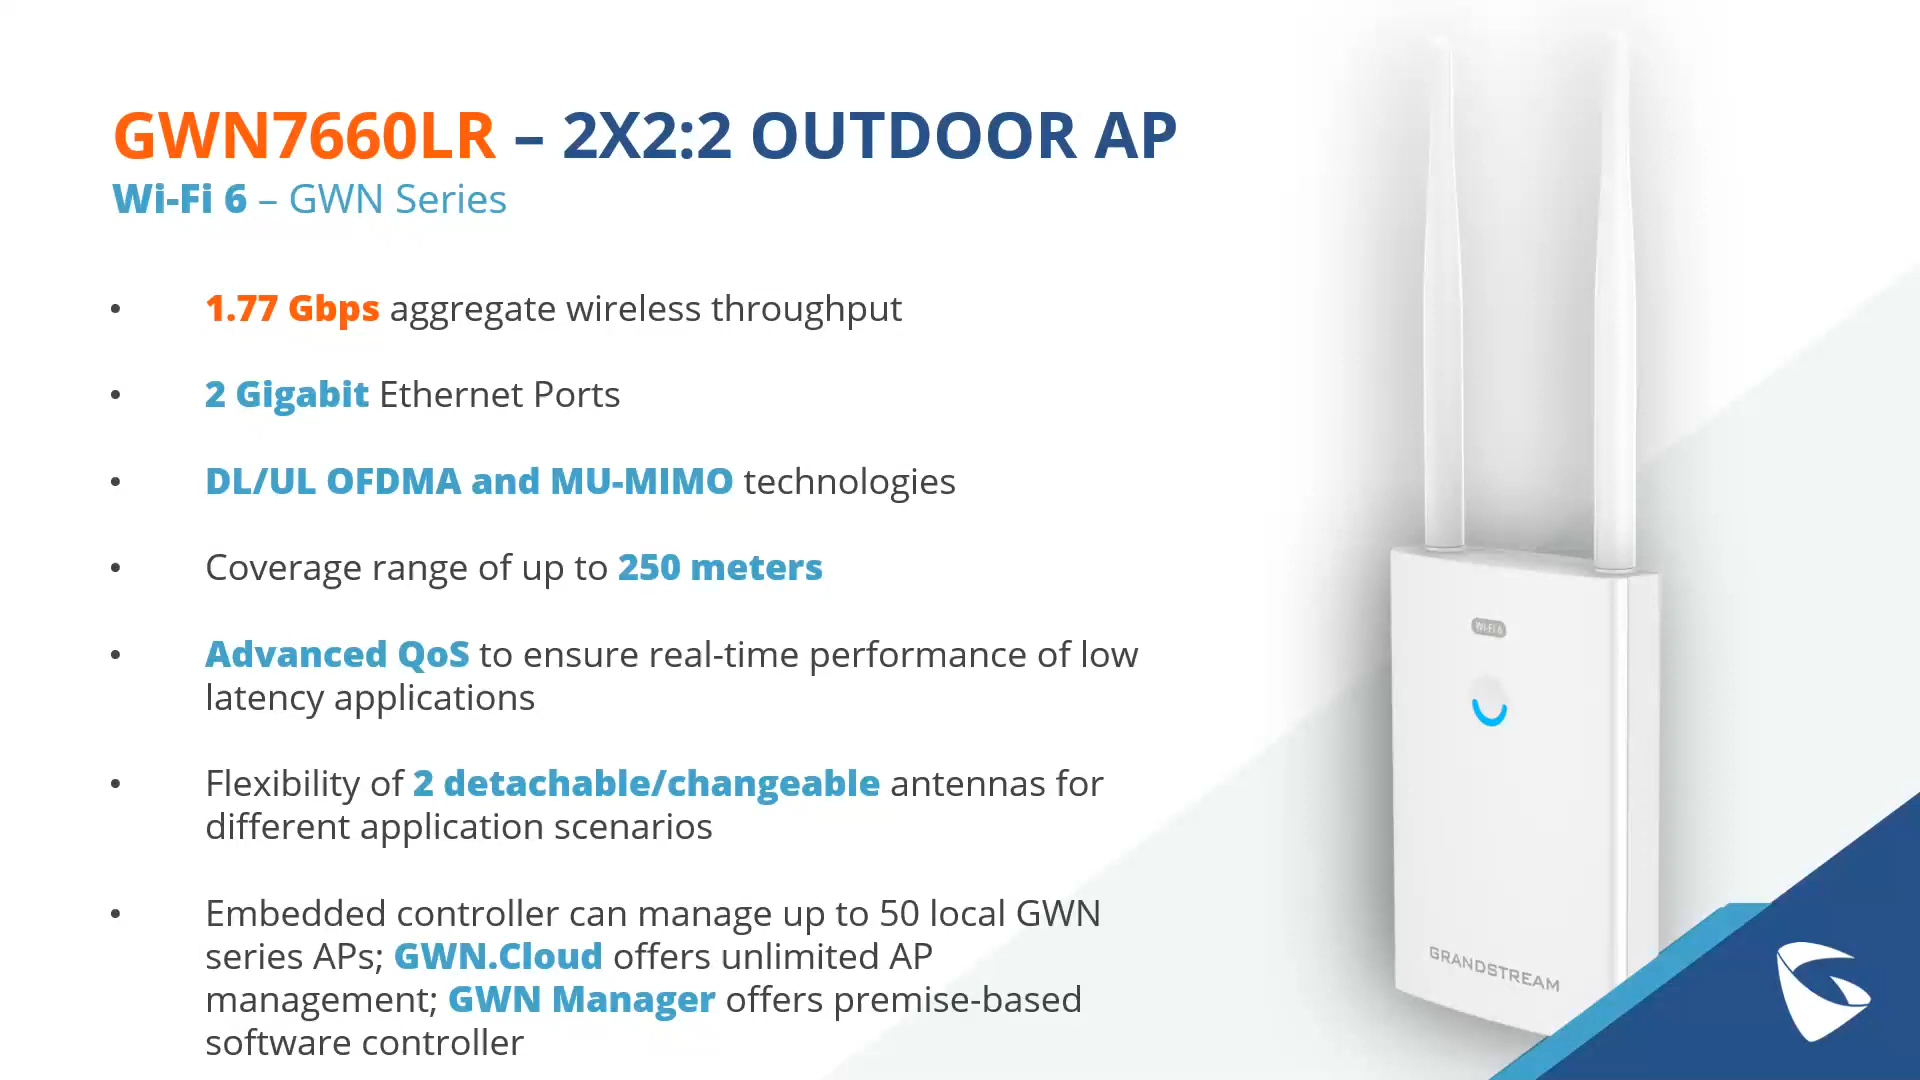 GWN7660LR – 2X2:2 OUTDOOR AP
Wi-Fi 6 – GWN Series
• 1.77 Gbps aggregate wireless throughput
• 2 Gigabit Ethernet Ports
• DL/UL OFDMA and MU-MIMO technologies
• Coverage range of up to 250 meters
• Advanced QoS to ensure real-time performance of low
latency applications
• Flexibility of 2 detachable/changeable antennas for
different application scenarios
• Embedded controller can manage up to 50 local GWN
series APs; GWN.Cloud offers unlimited AP
management; GWN Manager offers premise-based
software controller
Wi-Fi 6
GRANDSTREAM